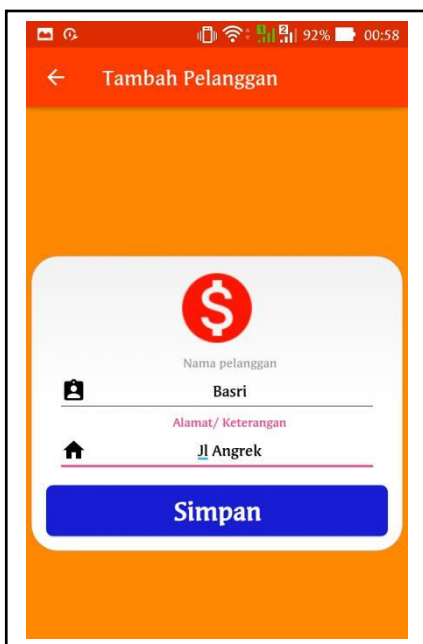 92% 00:58
Tambah Pelanggan
Nama pelanggan
Basri
Alamat/ Keterangan
Jl Angrek
Simpan